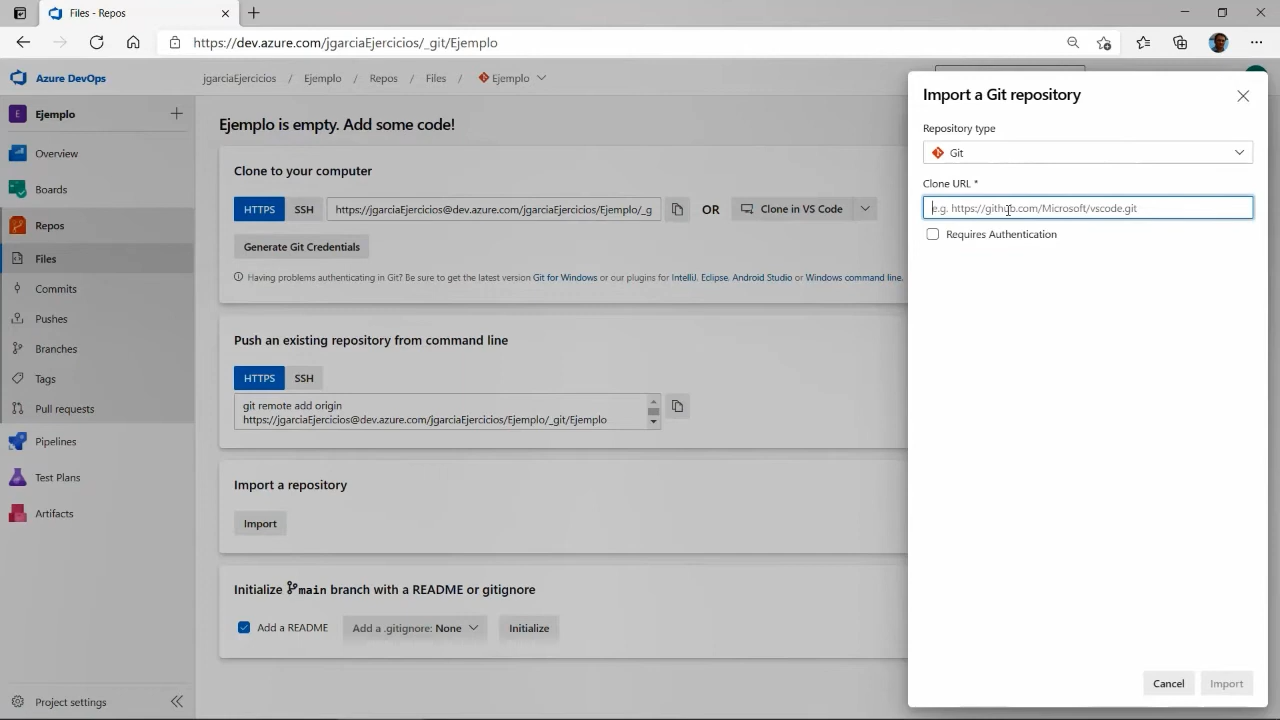 Files - Repos
https://dev.azure.com/jgarciaEjercicios/_git/Ejemplo
Azure DevOps
jgarciaEjercicios / Ejemplo / Repos / Files / Ejemplo
E Ejemplo
Overview
Boards
Repos
Files
Commits
Pushes
Branches
Tags
Pull requests
Pipelines
Test Plans
Artifacts
Project settings
Ejemplo is empty. Add some code!
Clone to your computer
HTTPS SSH https://jgarciaEjercicios@dev.azure.com/jgarciaEjercicios/Ejemplo/_g OR Clone in VS Code
Generate Git Credentials
Having problems authenticating in Git? Be sure to get the latest version Git for Windows or our plugins for IntelliJ, Eclipse, Android Studio or Windows command line.
Push an existing repository from command line
HTTPS SSH
git remote add origin
https://jgarciaEjercicios@dev.azure.com/jgarciaEjercicios/Ejemplo/_git/Ejemplo
Import a repository
Import
Initialize main branch with a README or gitignore
Add a README Add a .gitignore: None Initialize
Import a Git repository
Repository type
Git
Clone URL *
e.g. https://github.com/Microsoft/vscode.git
Requires Authentication
Cancel Import